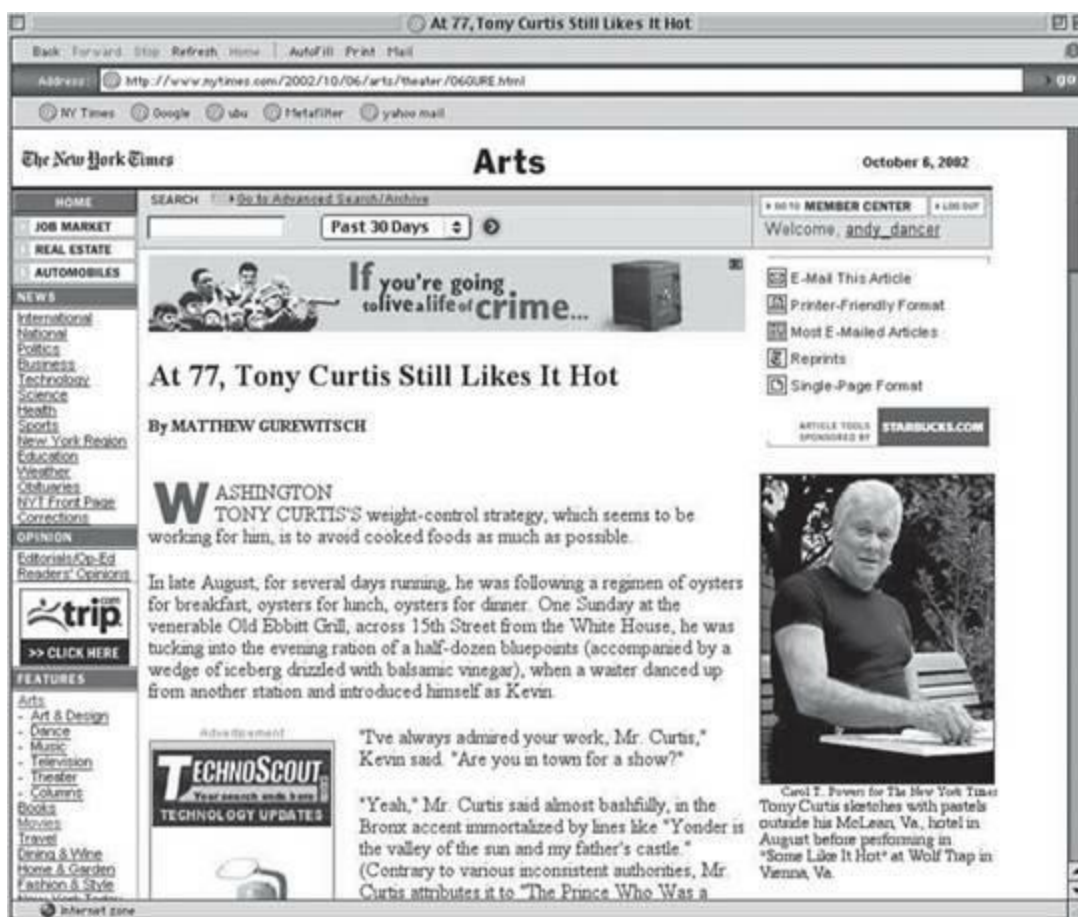 At 77, Tony Curtis Still Likes It Hot
Back Forward Stop Refresh Home AutoFill Print Mail
Address: http://www.nytimes.com/2002/10/06/arts/theater/06GURE.html go
NY Times Google ubu Metafilter yahoo mail
The New York Times
Arts
October 6, 2002
HOME
JOB MARKET
REAL ESTATE
AUTOMOBILES
NEWS
International
National
Politics
Business
Technology
Science
Health
Sports
New York Region
Education
Weather
Obituaries
NYT Front Page
Corrections
OPINION
Editorials/Op-Ed
Readers' Opinions
trip.com
>> CLICK HERE
FEATURES
Arts
- Art & Design
- Dance
- Music
- Television
- Theater
- Columns
Books
Movies
Travel
Dining & Wine
Home & Garden
Fashion & Style
New York Today
SEARCH Go to Advanced Search/Archive
Past 30 Days
GO TO MEMBER CENTER LOG OUT
Welcome, andy_dancer
If you're going
to live a life of crime...
At 77, Tony Curtis Still Likes It Hot
By MATTHEW GUREWITSCH
WASHINGTON
TONY CURTIS'S weight-control strategy, which seems to be
working for him, is to avoid cooked foods as much as possible.
In late August, for several days running, he was following a regimen of oysters
for breakfast, oysters for lunch, oysters for dinner. One Sunday at the
venerable Old Ebbitt Grill, across 15th Street from the White House, he was
tucking into the evening ration of a half-dozen bluepoints (accompanied by a
wedge of iceberg drizzled with balsamic vinegar), when a waiter danced up
from another station and introduced himself as Kevin.
Advertisement
TECHNOSCOUT
Your search ends here
TECHNOLOGY UPDATES
"I've always admired your work, Mr. Curtis,"
Kevin said. "Are you in town for a show?"
"Yeah," Mr. Curtis said almost bashfully, in the
Bronx accent immortalized by lines like "Yonder is
the valley of the sun and my father's castle."
(Contrary to various inconsistent authorities, Mr.
Curtis attributes it to "The Prince Who Was a
E-Mail This Article
Printer-Friendly Format
Most E-Mailed Articles
Reprints
Single-Page Format
ARTICLE TOOLS
SPONSORED BY
STARBUCKS.COM
Carol T. Powers for The New York Times
Tony Curtis sketches with pastels
outside his McLean, Va., hotel in
August before performing in
"Some Like It Hot" at Wolf Trap in
Vienna, Va.
Internet zone